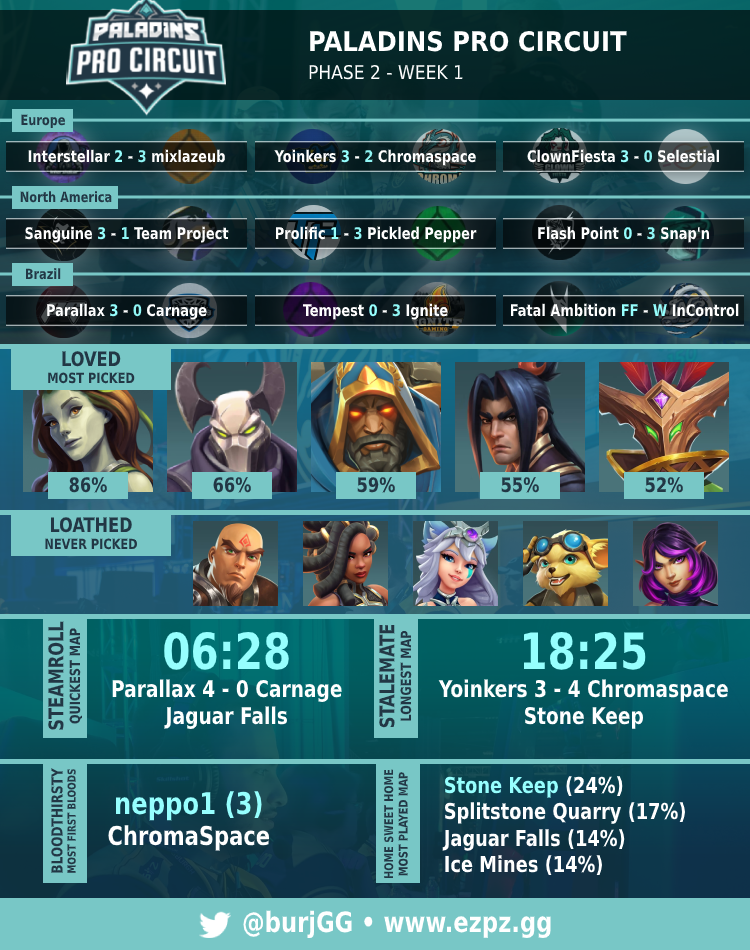 PALADINS
PRO CIRCUIT
PALADINS PRO CIRCUIT
PHASE 2 - WEEK 1
Europe
Interstellar 2 - 3 mixlazeub
Yoinkers 3 - 2 Chromaspace
ClownFiesta 3 - 0 Selestial
North America
Sanguine 3 - 1 Team Project
Prolific 1 - 3 Pickled Pepper
Flash Point 0 - 3 Snap'n
Brazil
Parallax 3 - 0 Carnage
Tempest 0 - 3 Ignite
Fatal Ambition FF - W InControl
LOVED
MOST PICKED
86%
66%
59%
55%
52%
LOATHED
NEVER PICKED
STEAMROLL
QUICKEST MAP
06:28
Parallax 4 - 0 Carnage
Jaguar Falls
STALEMATE
LONGEST MAP
18:25
Yoinkers 3 - 4 Chromaspace
Stone Keep
BLOODTHIRSTY
MOST FIRST BLOODS
neppo1 (3)
ChromaSpace
HOME SWEET HOME
MOST PLAYED MAP
Stone Keep (24%)
Splitstone Quarry (17%)
Jaguar Falls (14%)
Ice Mines (14%)
@burjGG • www.ezpz.gg